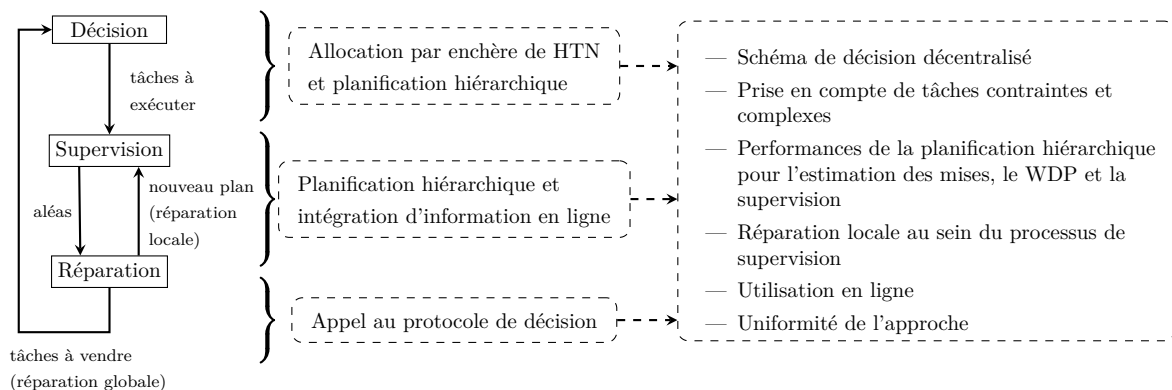 Décision
tâches à
exécuter
Supervision
aléas
nouveau plan
(réparation
locale)
Réparation
tâches à vendre
(réparation globale)
Allocation par enchère de HTN
et planification hiérarchique
Planification hiérarchique et
intégration d'information en ligne
Appel au protocole de décision
— Schéma de décision décentralisé
— Prise en compte de tâches contraintes et
complexes
— Performances de la planification hiérarchique
pour l'estimation des mises, le WDP et la
supervision
— Réparation locale au sein du processus de
supervision
— Utilisation en ligne
— Uniformité de l'approche